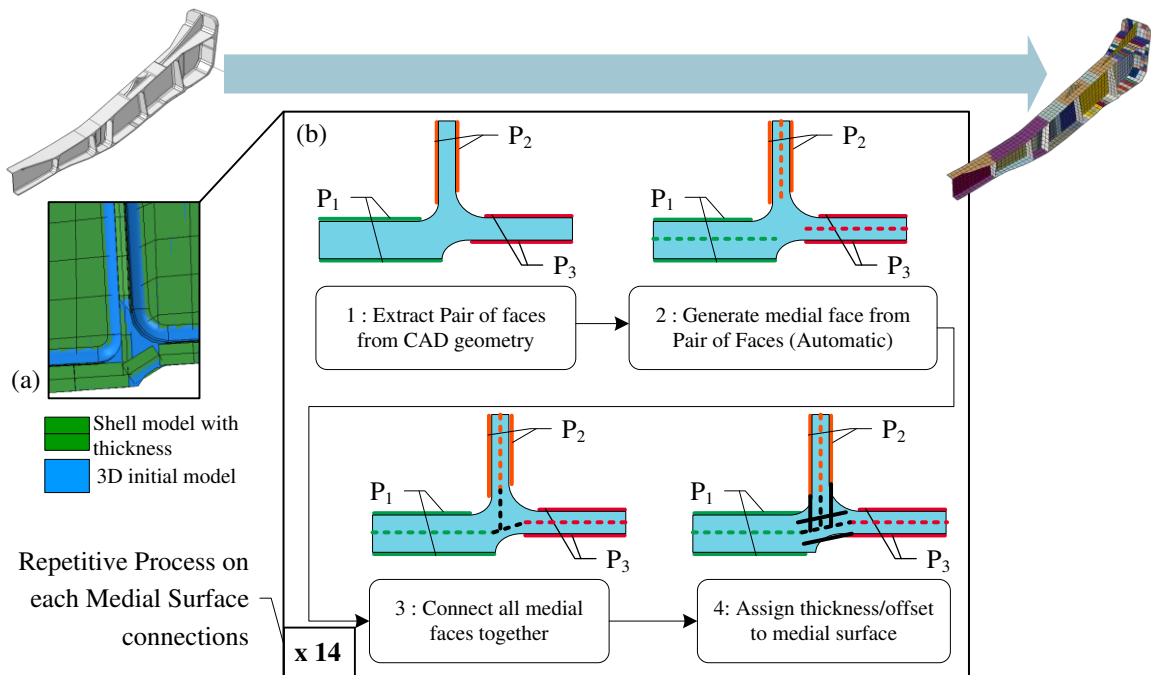 (b)
P2
P1
P3
P2
P1
P3
1 : Extract Pair of faces
from CAD geometry
2 : Generate medial face from
Pair of Faces (Automatic)
(a)
Shell model with
thickness
3D initial model
P2
P1
P3
P2
P1
P3
3 : Connect all medial
faces together
4: Assign thickness/offset
to medial surface
Repetitive Process on
each Medial Surface
connections
x 14